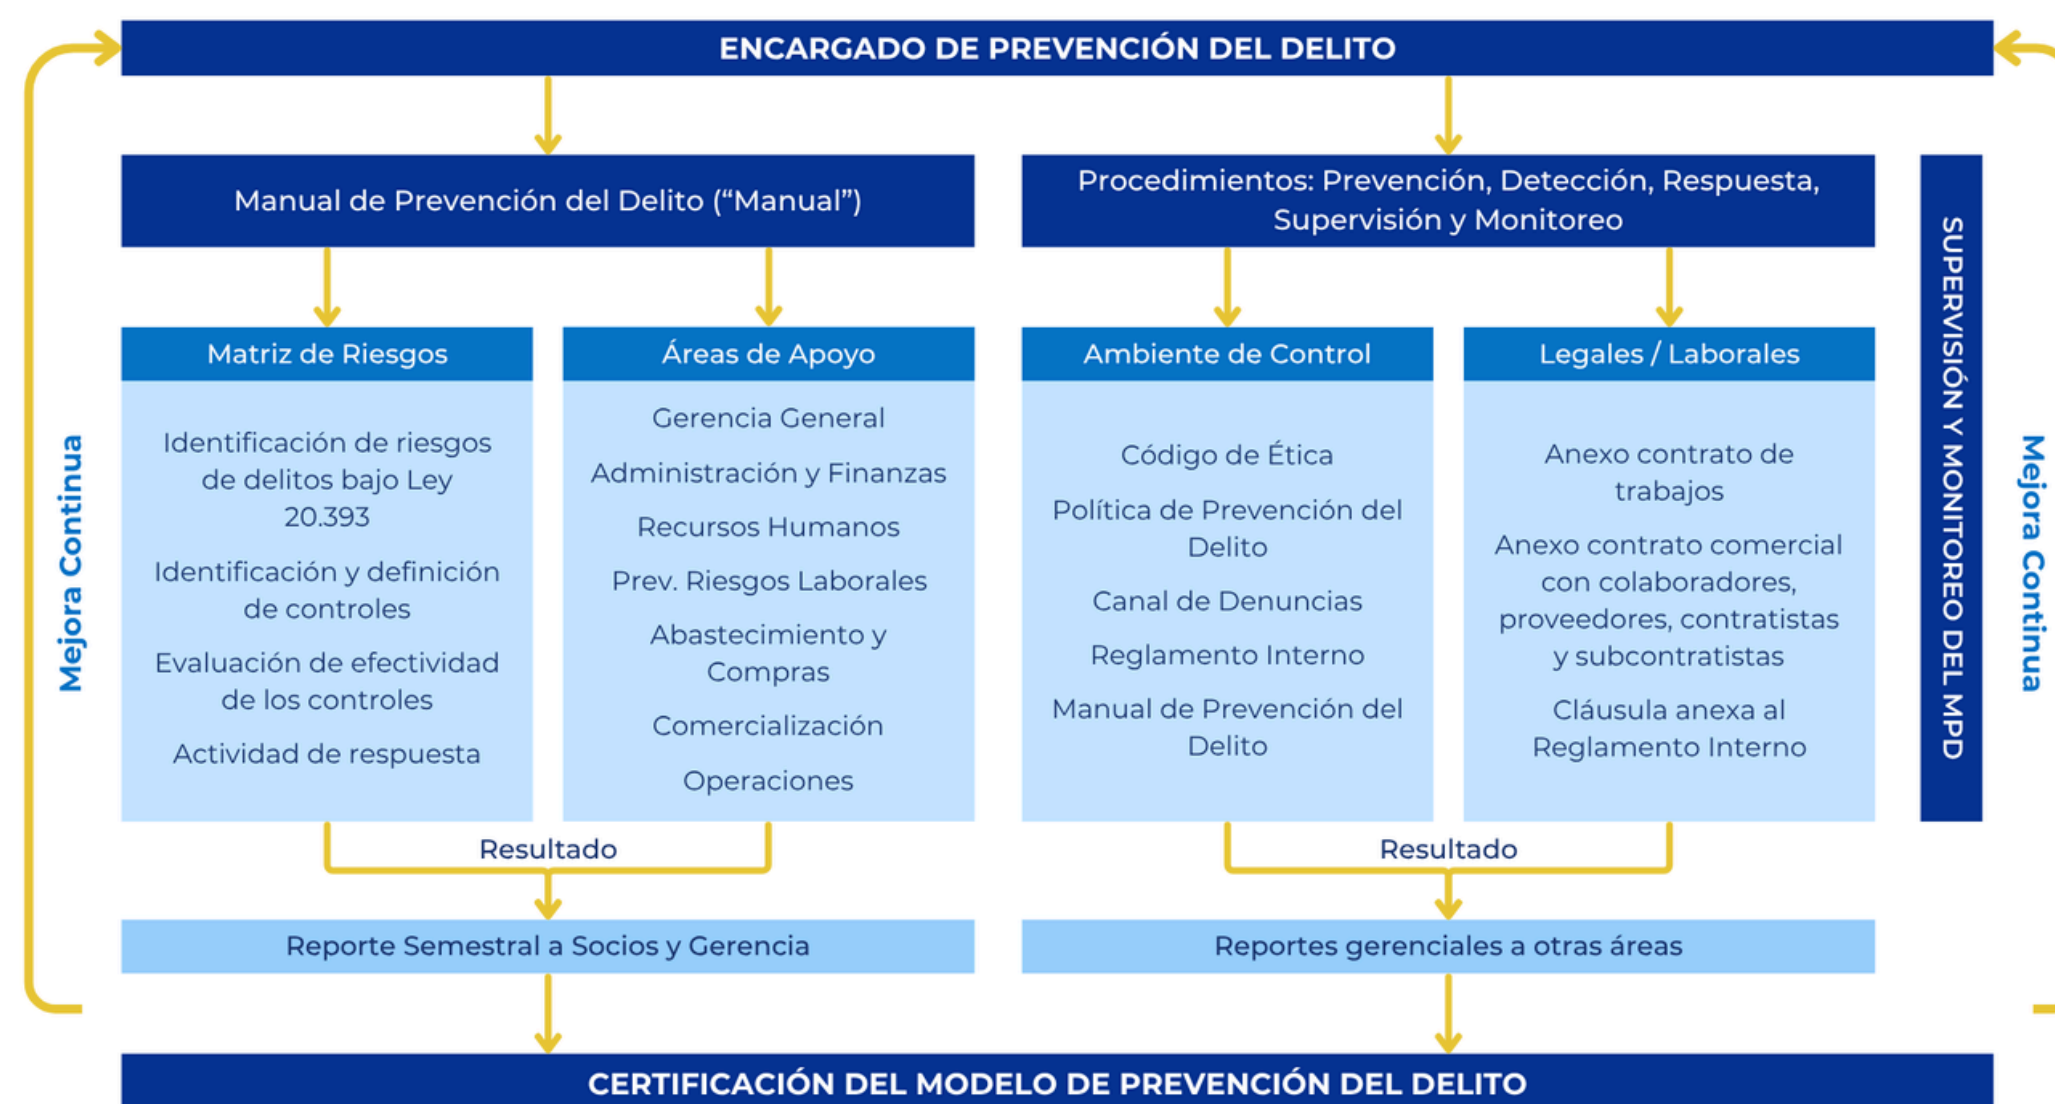 ENCARGADO DE PREVENCIÓN DEL DELITO
Manual de Prevención del Delito (“Manual”)
Procedimientos: Prevención, Detección, Respuesta,
Supervisión y Monitoreo
Matriz de Riesgos
Identificación de riesgos
de delitos bajo Ley
20.393
Identificación y definición
de controles
Evaluación de efectividad
de los controles
Actividad de respuesta
Áreas de Apoyo
Gerencia General
Administración y Finanzas
Recursos Humanos
Prev. Riesgos Laborales
Abastecimiento y
Compras
Comercialización
Operaciones
Ambiente de Control
Código de Ética
Política de Prevención del
Delito
Canal de Denuncias
Reglamento Interno
Manual de Prevención del
Delito
Legales / Laborales
Anexo contrato de
trabajos
Anexo contrato comercial
con colaboradores,
proveedores, contratistas
y subcontratistas
Cláusula anexa al
Reglamento Interno
SUPERVISIÓN Y MONITOREO DEL MPD
Mejora Continua
Mejora Continua
Resultado
Resultado
Reporte Semestral a Socios y Gerencia
Reportes gerenciales a otras áreas
CERTIFICACIÓN DEL MODELO DE PREVENCIÓN DEL DELITO